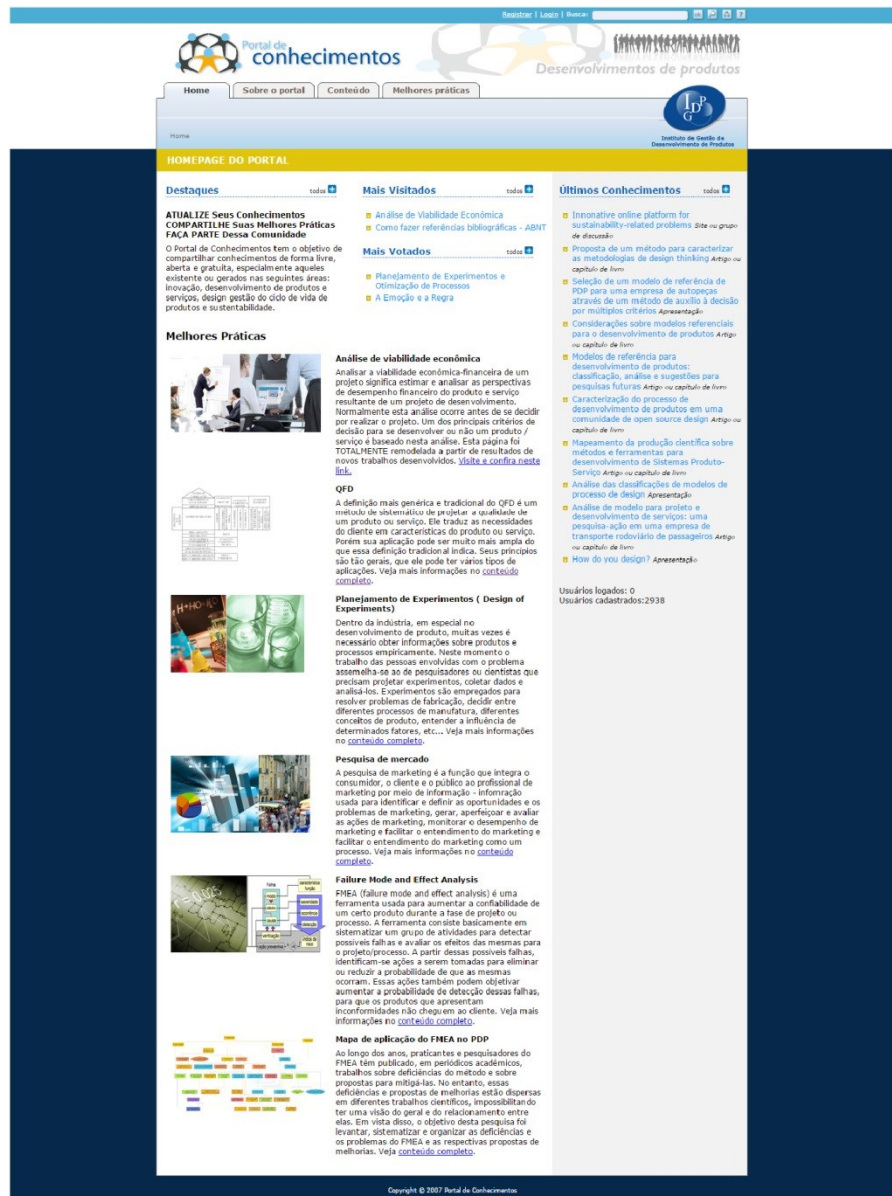 Registrar | Login | Busca:
Portal de
conhecimentos
Desenvolvimentos de produtos
Home
Sobre o portal
Conteúdo
Melhores práticas
IGDP
Instituto de Gestão de
Desenvolvimento de Produtos
Home
HOMEPAGE DO PORTAL
Destaques
todos
ATUALIZE Seus Conhecimentos
COMPARTILHE Suas Melhores Práticas
FAÇA PARTE Dessa Comunidade
O Portal de Conhecimentos tem o objetivo de
compartilhar conhecimentos de forma livre,
aberta e gratuita, especialmente aqueles
existente ou gerados nas seguintes áreas:
inovação, desenvolvimento de produtos e
serviços, design gestão do ciclo de vida de
produtos e sustentabilidade.
Mais Visitados
todos
Análise de Viabilidade Econômica
Como fazer referências bibliográficas - ABNT
Mais Votados
todos
Planejamento de Experimentos e
Otimização de Processos
A Emoção e a Regra
Melhores Práticas
Análise de viabilidade econômica
Analisar a viabilidade econômica-financeira de um
projeto significa estimar e analisar as perspectivas
de desempenho financeiro do produto e serviço
resultante de um projeto de desenvolvimento.
Normalmente esta análise ocorre antes de se decidir
por realizar o projeto. Um dos principais critérios de
decisão para se desenvolver ou não um produto /
serviço é baseado nesta análise. Esta página foi
TOTALMENTE remodelada a partir de resultados de
novos trabalhos desenvolvidos. Visite e confira neste
link.
QFD
A definição mais genérica e tradicional do QFD é um
método de sistemático de projetar a qualidade de
um produto ou serviço. Ele traduz as necessidades
do cliente em características do produto ou serviço.
Porém sua aplicação pode ser muito mais ampla do
que essa definição tradicional indica. Seus princípios
são tão gerais, que ele pode ter vários tipos de
aplicações. Veja mais informações no conteúdo
completo.
Planejamento de Experimentos ( Design of
Experiments)
Dentro da indústria, em especial no
desenvolvimento de produto, muitas vezes é
necessário obter informações sobre produtos e
processos empiricamente. Neste momento o
trabalho das pessoas envolvidas com o problema
assemelha-se ao de pesquisadores ou cientistas que
precisam projetar experimentos, coletar dados e
analisá-los. Experimentos são empregados para
resolver problemas de fabricação, decidir entre
diferentes processos de manufatura, diferentes
conceitos de produto, entender a influência de
determinados fatores, etc... Veja mais informações
no conteúdo completo.
Pesquisa de mercado
A pesquisa de marketing é a função que integra o
consumidor, o cliente e o público ao profissional de
marketing por meio de informação - infomração
usada para identificar e definir as oportunidades e os
problemas de marketing, gerar, aperfeiçoar e avaliar
as ações de marketing, monitorar o desempenho de
marketing e facilitar o entendimento do marketing e
facilitar o entendimento do marketing como um
processo. Veja mais informações no conteúdo
completo.
Failure Mode and Effect Analysis
FMEA (failure mode and effect analysis) é uma
ferramenta usada para aumentar a confiabilidade de
um certo produto durante a fase de projeto ou
processo. A ferramenta consiste basicamente em
sistematizar um grupo de atividades para detectar
possíveis falhas e avaliar os efeitos das mesmas para
o projeto/processo. A partir dessas possíveis falhas,
identificam-se ações a serem tomadas para eliminar
ou reduzir a probabilidade de que as mesmas
ocorram. Essas ações também podem objetivar
aumentar a probabilidade de detecção dessas falhas,
para que os produtos que apresentam
inconformidades não cheguem ao cliente. Veja mais
informações no conteúdo completo.
Mapa de aplicação do FMEA no PDP
Ao longo dos anos, praticantes e pesquisadores do
FMEA têm publicado, em periódicos acadêmicos,
trabalhos sobre deficiências do método e sobre
propostas para mitigá-las. No entanto, essas
deficiências e propostas de melhorias estão dispersas
em diferentes trabalhos científicos, impossibilitando
ter uma visão do geral e do relacionamento entre
elas. Em vista disso, o objetivo desta pesquisa foi
levantar, sistematizar e organizar as deficiências e
os problemas do FMEA e as respectivas propostas de
melhorias. Veja conteúdo completo.
Últimos Conhecimentos
todos
Innonative online platform for
sustainability-related problems Site ou grupo
de discussão
Proposta de um método para caracterizar
as metodologias de design thinking Artigo ou
capítulo de livro
Seleção de um modelo de referência de
PDP para uma empresa de autopeças
através de um método de auxílio à decisão
por múltiplos critérios Apresentação
Considerações sobre modelos referenciais
para o desenvolvimento de produtos Artigo
ou capítulo de livro
Modelos de referência para
desenvolvimento de produtos:
classificação, análise e sugestões para
pesquisas futuras Artigo ou capítulo de livro
Caracterização do processo de
desenvolvimento de produtos em uma
comunidade de open source design Artigo ou
capítulo de livro
Mapeamento da produção científica sobre
métodos e ferramentas para
desenvolvimento de Sistemas Produto-
Serviço Artigo ou capítulo de livro
Análise das classificações de modelos de
processo de design Apresentação
Análise de modelo para projeto e
desenvolvimento de serviços: uma
pesquisa-ação em uma empresa de
transporte rodoviário de passageiros Artigo
ou capítulo de livro
How do you design? Apresentação
Usuários logados: 0
Usuários cadastrados:2938
Copyright © 2007 Portal de Conhecimentos